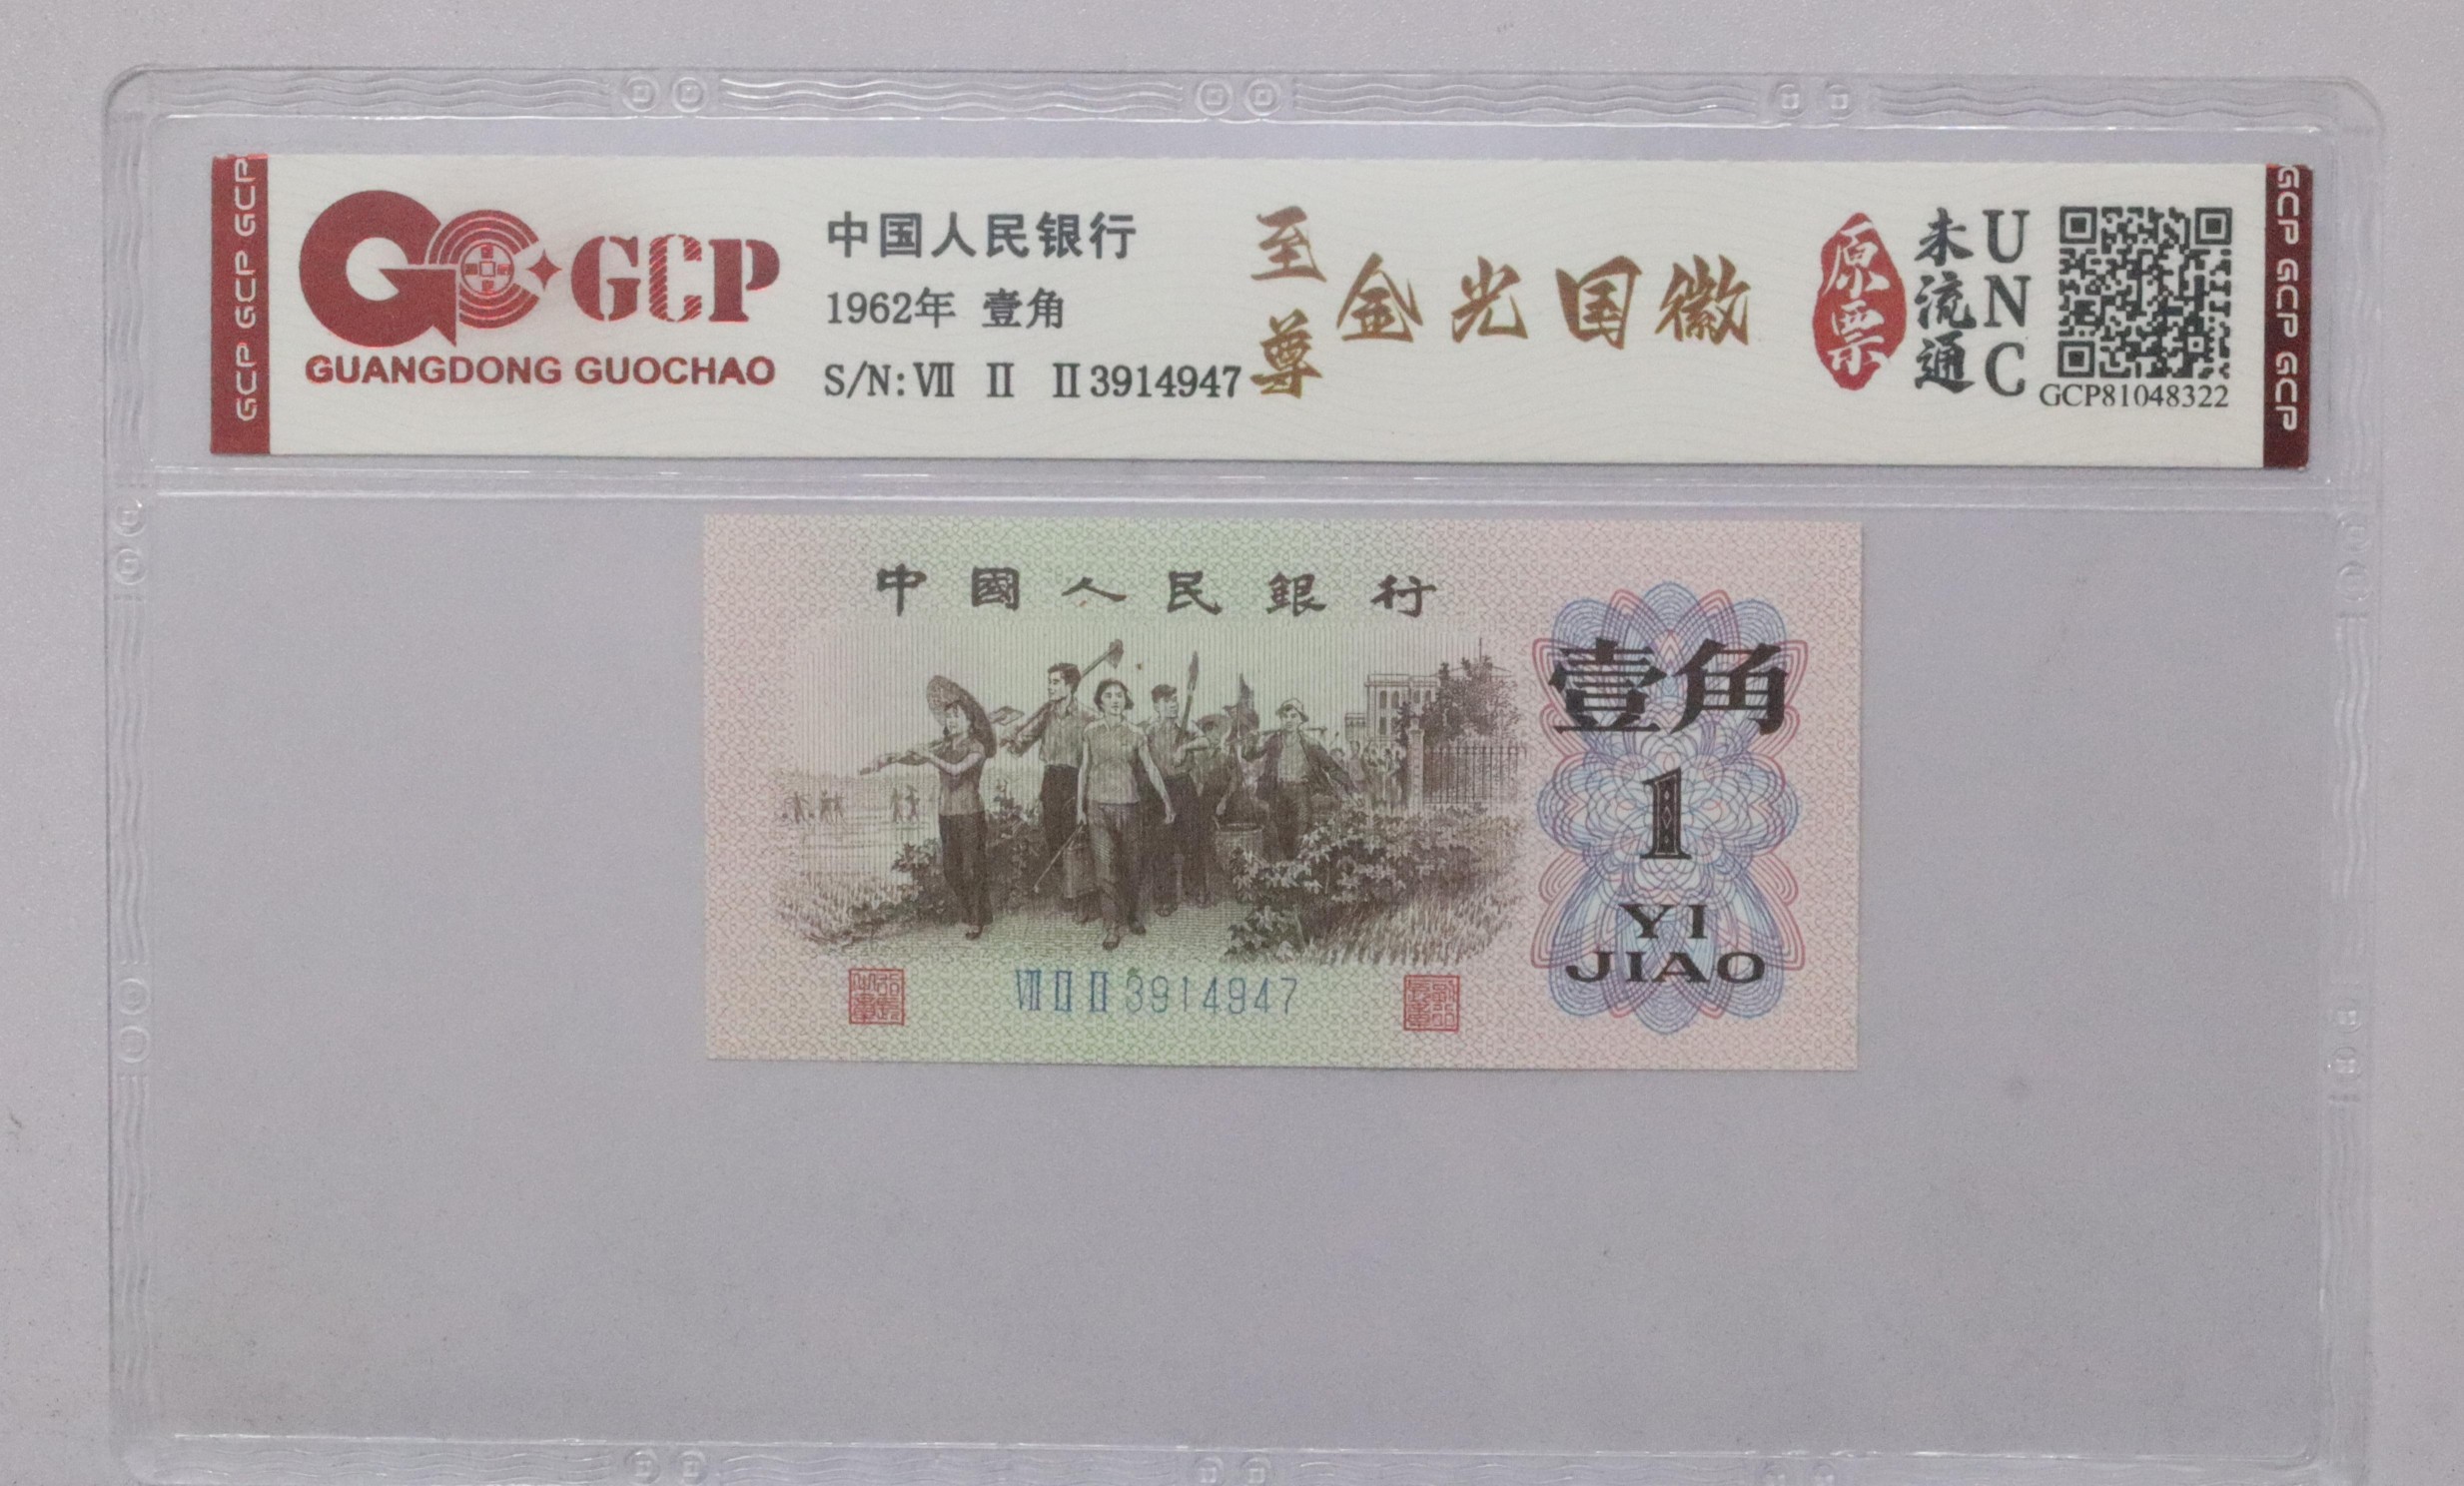 GCP GCP GCP
GCP
GUANGDONG GUOCHAO
中国人民银行
1962年 壹角
S/N: Ⅶ Ⅱ Ⅱ 3914947
至尊
金光国徽
原票
未流通
UNC
GCP81048322
GCP GCP GCP
中國人民銀行
壹角
1
YI
JIAO
Ⅶ Ⅱ Ⅱ 3914947